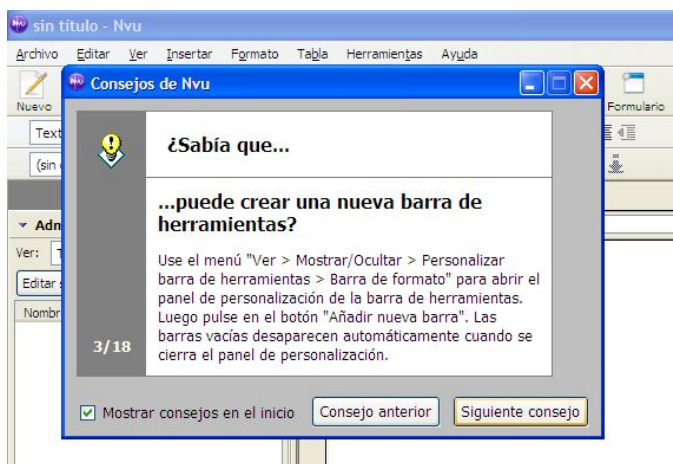 sin título - Nvu
Archivo Editar Ver Insertar Formato Tabla Herramientas Ayuda
Consejos de Nvu
Nuevo
Formulario
Text
(sin
¿Sabía que...
...puede crear una nueva barra de
herramientas?
Adm
Ver:
Use el menú "Ver > Mostrar/Ocultar > Personalizar
barra de herramientas > Barra de formato" para abrir el
Editar
panel de personalización de la barra de herramientas.
Luego pulse en el botón "Añadir nueva barra". Las
Nombr
barras vacías desaparecen automáticamente cuando se
cierra el panel de personalización.
3/18
Mostrar consejos en el inicio
Consejo anterior
Siguiente consejo